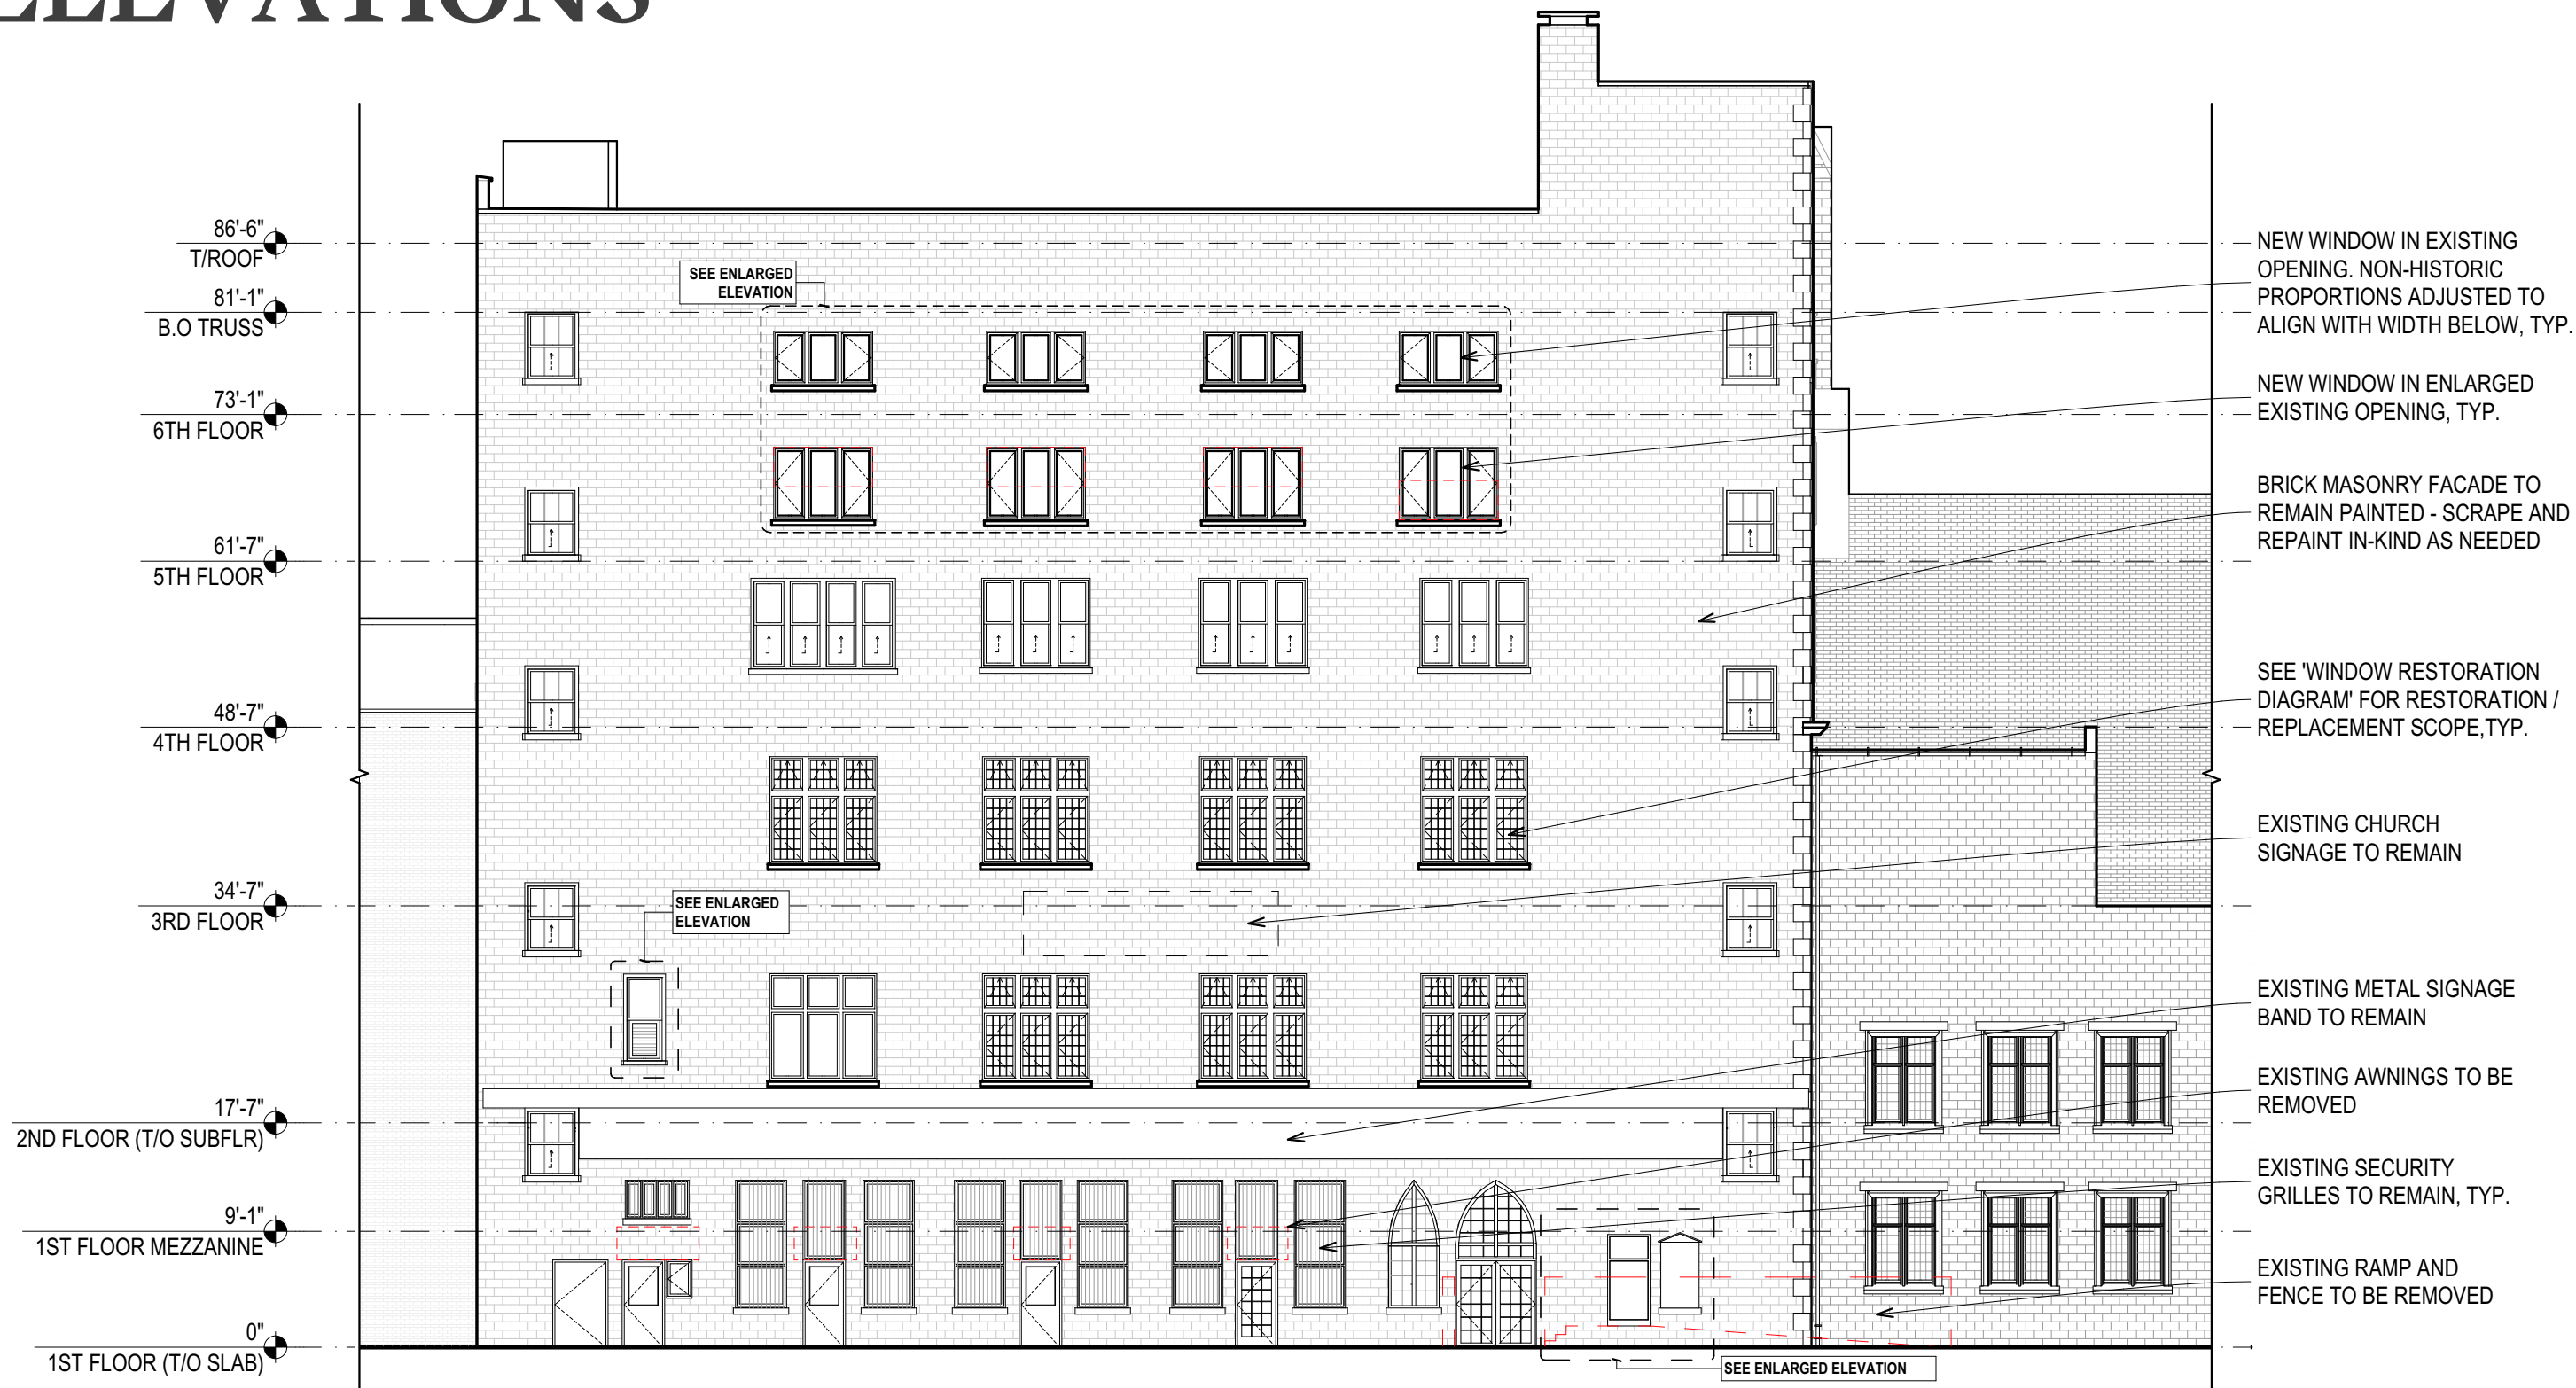 ELEVATIONS
86'-6"
T/ROOF
81'-1"
B.O TRUSS
73'-1"
6TH FLOOR
61'-7"
5TH FLOOR
48'-7"
4TH FLOOR
34'-7"
3RD FLOOR
17'-7"
2ND FLOOR (T/O SUBFLR)
9'-1"
1ST FLOOR MEZZANINE
0"
1ST FLOOR (T/O SLAB)
SEE ENLARGED
ELEVATION
SEE ENLARGED
ELEVATION
SEE ENLARGED ELEVATION
NEW WINDOW IN EXISTING
OPENING. NON-HISTORIC
PROPORTIONS ADJUSTED TO
ALIGN WITH WIDTH BELOW, TYP.
NEW WINDOW IN ENLARGED
EXISTING OPENING, TYP.
BRICK MASONRY FACADE TO
REMAIN PAINTED - SCRAPE AND
REPAINT IN-KIND AS NEEDED
SEE 'WINDOW RESTORATION
DIAGRAM' FOR RESTORATION /
REPLACEMENT SCOPE,TYP.
EXISTING CHURCH
SIGNAGE TO REMAIN
EXISTING METAL SIGNAGE
BAND TO REMAIN
EXISTING AWNINGS TO BE
REMOVED
EXISTING SECURITY
GRILLES TO REMAIN, TYP.
EXISTING RAMP AND
FENCE TO BE REMOVED